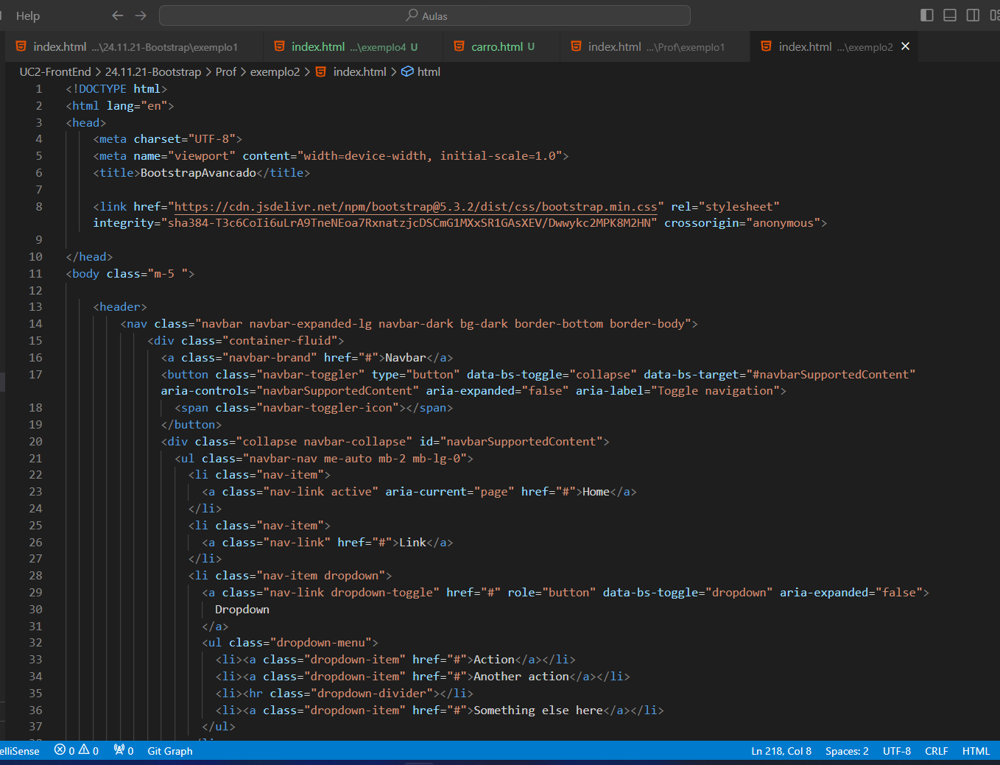 Help
Aulas
index.html ...\24.11.21-Bootstrap\exemplo1
index.html ...\exemplo4 U
carro.html U
index.html ...\Prof\exemplo1
index.html ...\exemplo2
UC2-FrontEnd > 24.11.21-Bootstrap > Prof > exemplo2 > index.html > html
1 <!DOCTYPE html>
2 <html lang="en">
3 <head>
4 <meta charset="UTF-8">
5 <meta name="viewport" content="width=device-width, initial-scale=1.0">
6 <title>BootstrapAvancado</title>
7
8 <link href="https://cdn.jsdelivr.net/npm/bootstrap@5.3.2/dist/css/bootstrap.min.css" rel="stylesheet"
integrity="sha384-T3c6CoIi6uLrA9TneNEoa7RxnatzjcDSCmG1MXxSR1GAsXEV/Dwwykc2MPK8M2HN" crossorigin="anonymous">
9
10 </head>
11 <body class="m-5 ">
12
13 <header>
14 <nav class="navbar navbar-expanded-lg navbar-dark bg-dark border-bottom border-body">
15 <div class="container-fluid">
16 <a class="navbar-brand" href="#">Navbar</a>
17 <button class="navbar-toggler" type="button" data-bs-toggle="collapse" data-bs-target="#navbarSupportedContent"
aria-controls="navbarSupportedContent" aria-expanded="false" aria-label="Toggle navigation">
18 <span class="navbar-toggler-icon"></span>
19 </button>
20 <div class="collapse navbar-collapse" id="navbarSupportedContent">
21 <ul class="navbar-nav me-auto mb-2 mb-lg-0">
22 <li class="nav-item">
23 <a class="nav-link active" aria-current="page" href="#">Home</a>
24 </li>
25 <li class="nav-item">
26 <a class="nav-link" href="#">Link</a>
27 </li>
28 <li class="nav-item dropdown">
29 <a class="nav-link dropdown-toggle" href="#" role="button" data-bs-toggle="dropdown" aria-expanded="false">
30 Dropdown
31 </a>
32 <ul class="dropdown-menu">
33 <li><a class="dropdown-item" href="#">Action</a></li>
34 <li><a class="dropdown-item" href="#">Another action</a></li>
35 <li><hr class="dropdown-divider"></li>
36 <li><a class="dropdown-item" href="#">Something else here</a></li>
37 </ul>
elliSense 0 0 0 Git Graph Ln 218, Col 8 Spaces: 2 UTF-8 CRLF HTML